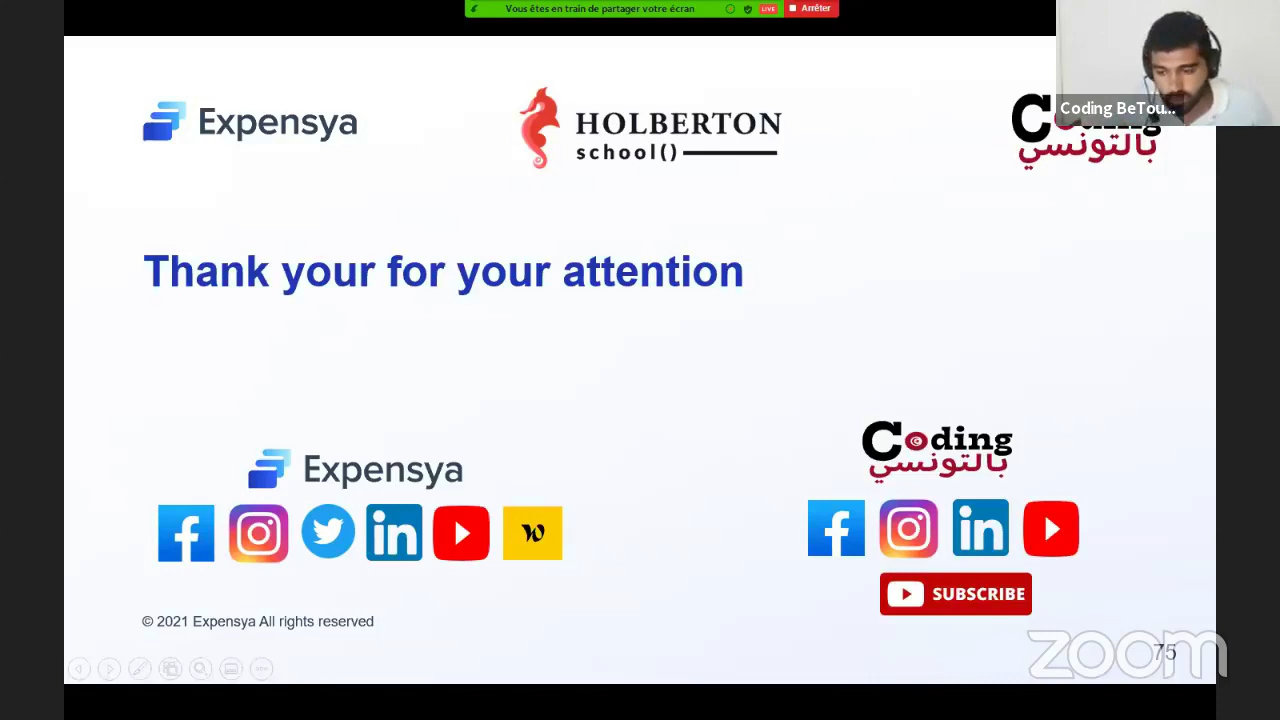 Vous êtes en train de partager votre écran
LIVE
Arrêter
Coding BeTou...
Expensya
HOLBERTON
school()
بالتونسي
Thank your for your attention
Expensya
Coding
بالتونسي
SUBSCRIBE
© 2021 Expensya All rights reserved
zoom
75